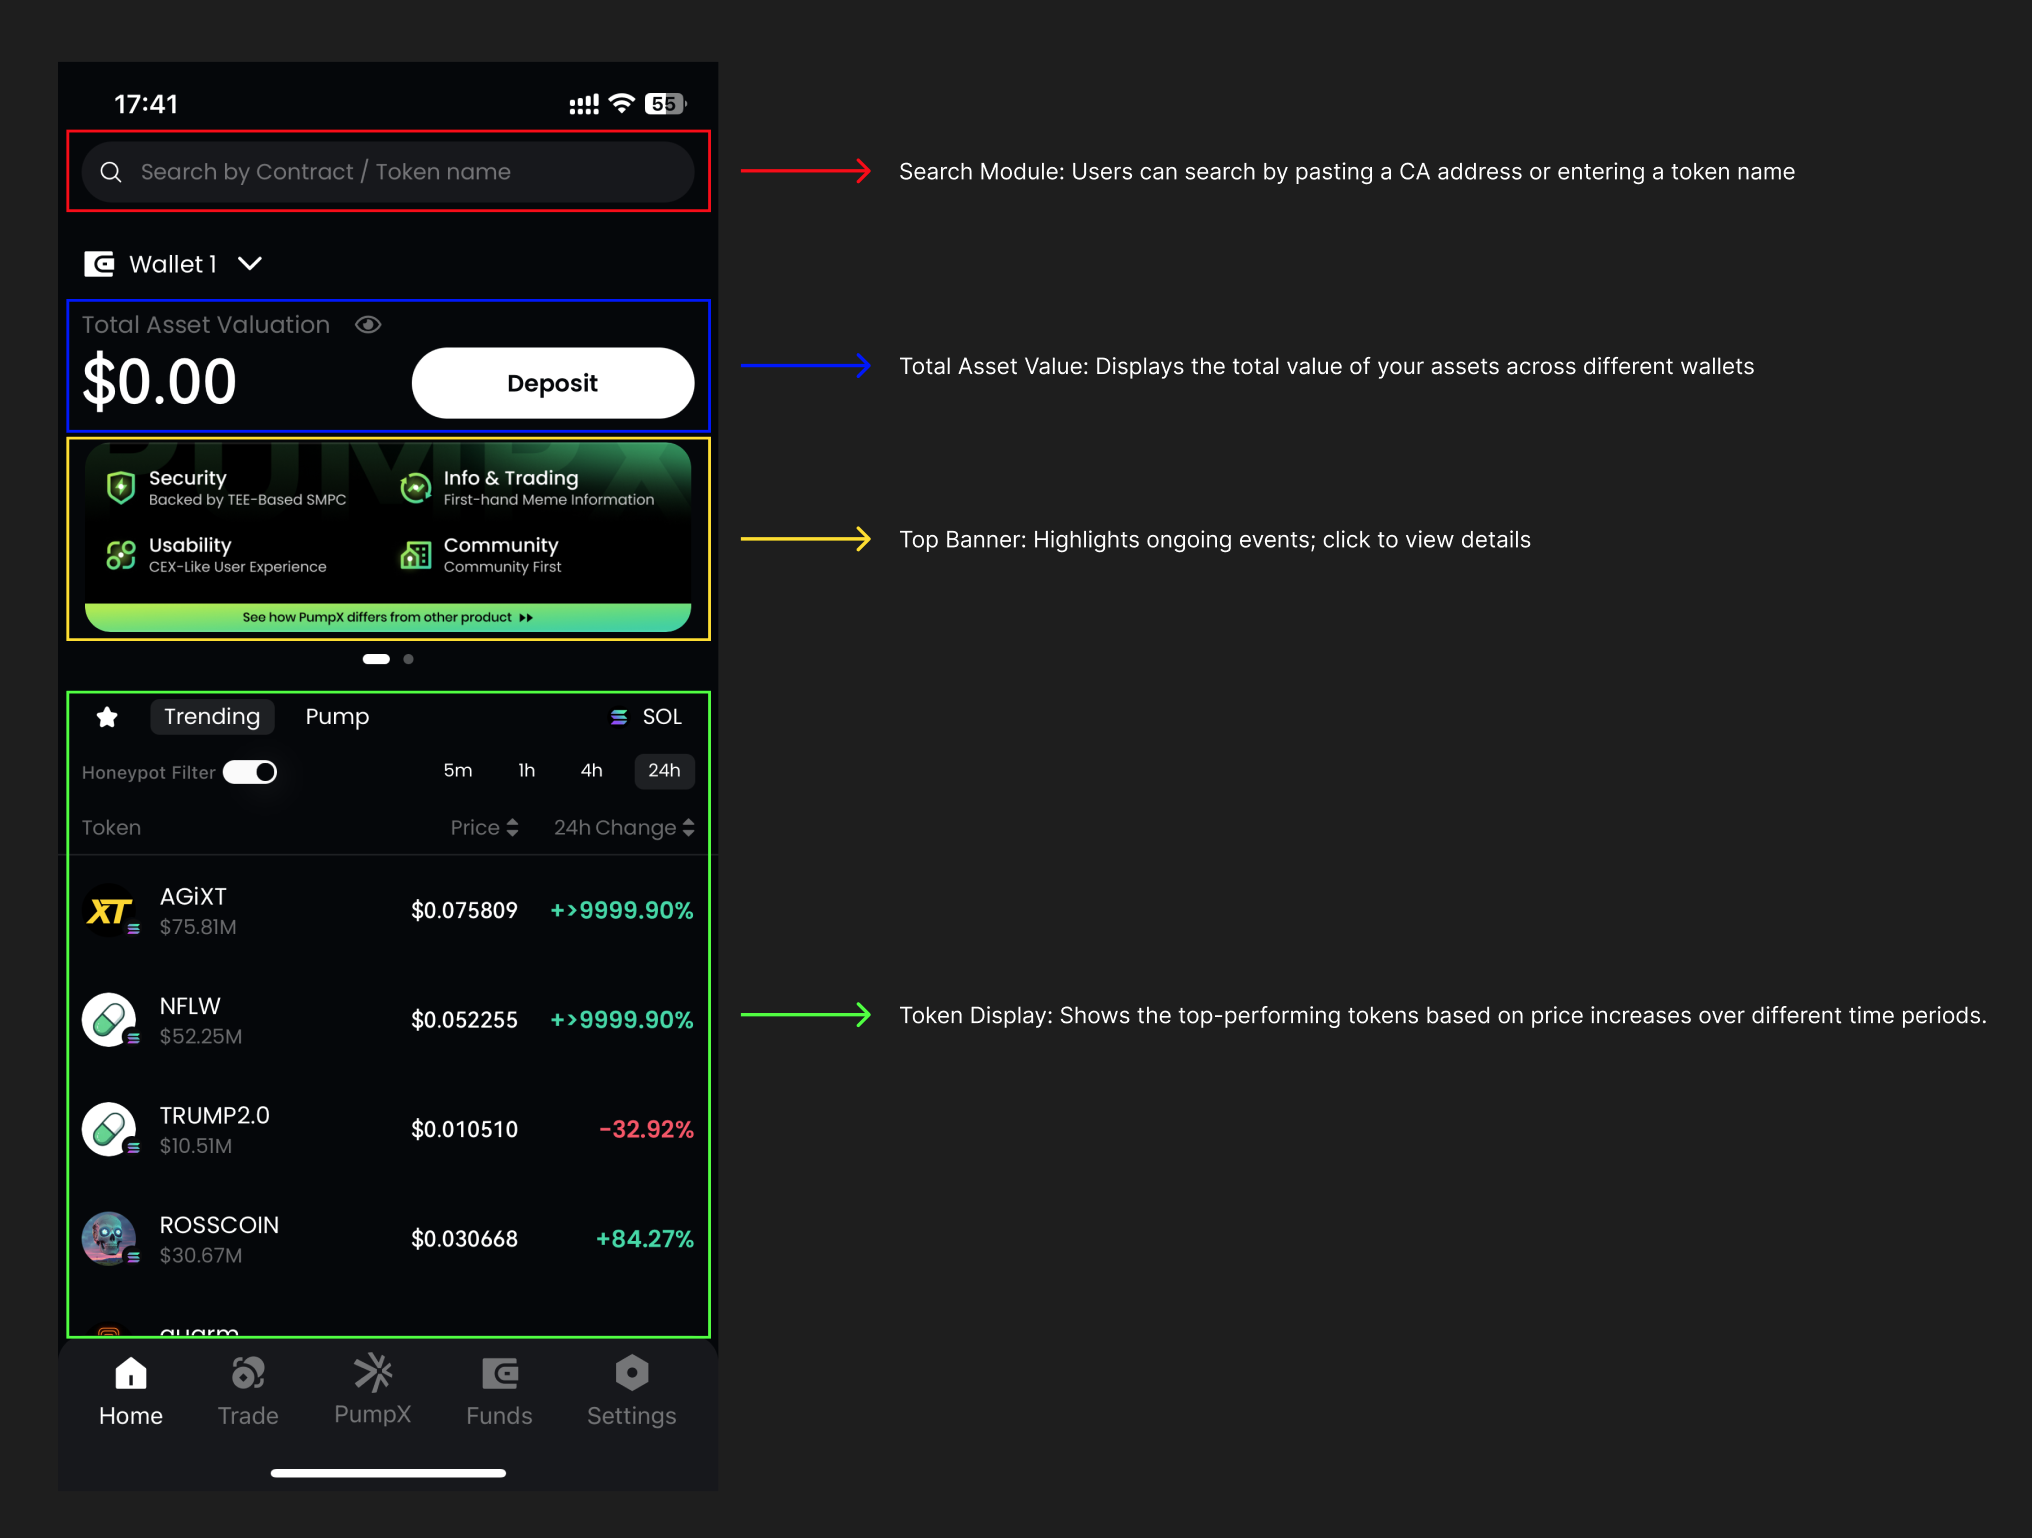 17:41
55
Search by Contract / Token name
Search Module: Users can search by pasting a CA address or entering a token name
Wallet 1
Total Asset Valuation
$0.00
Deposit
Total Asset Value: Displays the total value of your assets across different wallets
PUMPX
Security
Backed by TEE-Based SMPC
Info & Trading
First-hand Meme Information
Usability
CEX-Like User Experience
Community
Community First
See how PumpX differs from other product
Top Banner: Highlights ongoing events; click to view details
Trending Pump SOL
Honeypot Filter 5m 1h 4h 24h
Token Price 24h Change
XT
AGiXT
$75.81M
$0.075809 +>9999.90%
NFLW
$52.25M
$0.052255 +>9999.90%
Token Display: Shows the top-performing tokens based on price increases over different time periods.
TRUMP2.0
$10.51M
$0.010510 -32.92%
ROSSCOIN
$30.67M
$0.030668 +84.27%
Home Trade PumpX Funds Settings